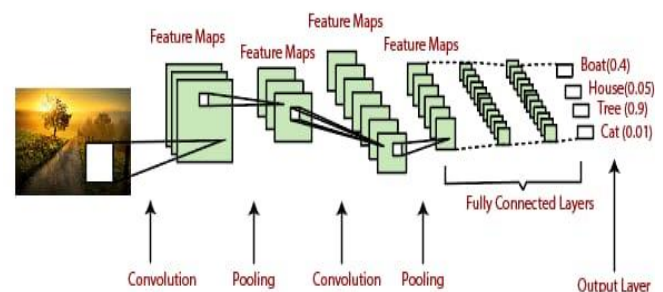 Feature Maps
Feature Maps
Feature Maps
Feature Maps
Boat(0.4)
House(0.05)
Tree (0.9)
Cat (0.01)
Fully Connected Layers
Convolution
Pooling
Convolution
Pooling
Output Layer